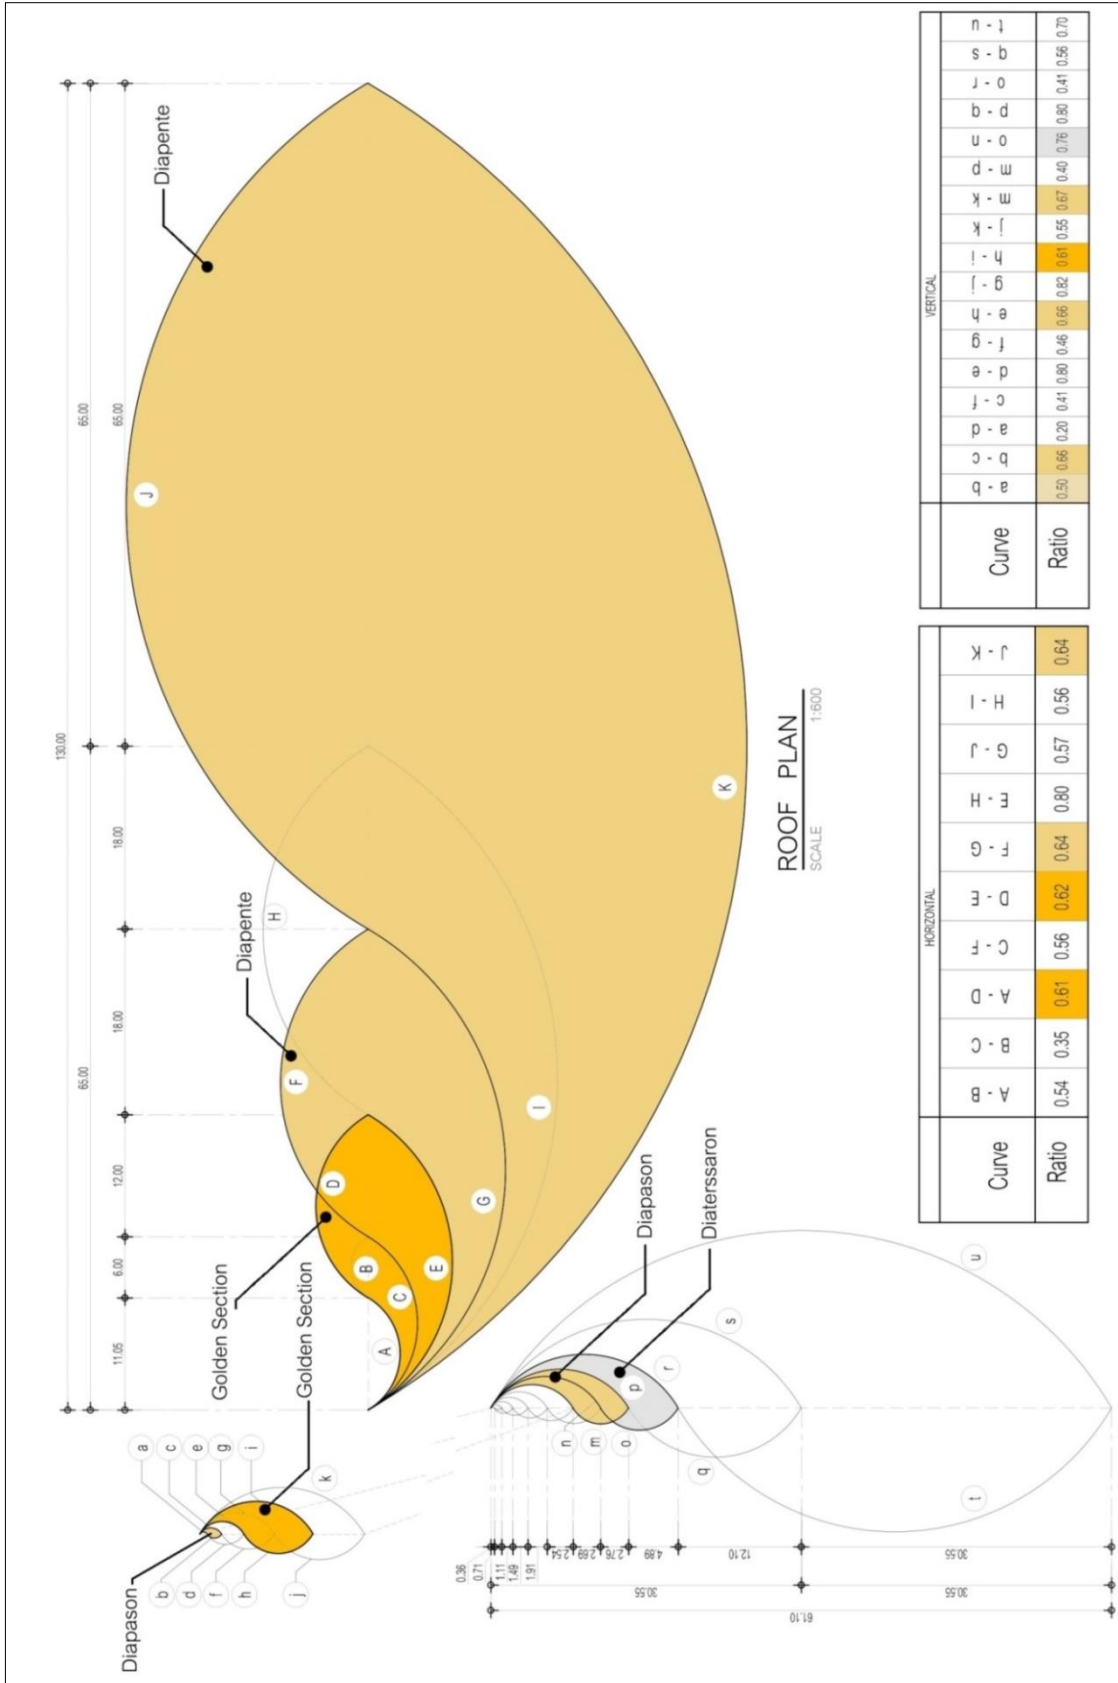 Diapente
Diapente
Golden Section
Golden Section
Diapason
Diapason
Diaterssaron
130.00
65.00
65.00
11.05
6.00
12.00
18.00
18.00
65.00
A
B
C
D
E
F
G
H
I
J
K
a
c
e
g
i
k
b
d
f
h
j
n
m
o
p
r
q
s
t
u
0.36
0.71
1.11
1.49
1.91
2.54
2.69
2.76
4.89
12.10
30.55
30.55
30.55
61.10
ROOF PLAN
SCALE 1:600
HORIZONTAL
Curve A - B B - C A - D C - F D - E F - G E - H G - J H - I J - K
Ratio 0.54 0.35 0.61 0.56 0.62 0.64 0.80 0.57 0.56 0.64
VERTICAL
Curve a - b b - c a - d c - f d - e f - g e - h g - j h - i j - k m - k m - p o - n p - q o - r q - s t - u
Ratio 0.50 0.66 0.20 0.41 0.80 0.46 0.66 0.82 0.61 0.55 0.67 0.40 0.76 0.80 0.41 0.56 0.70